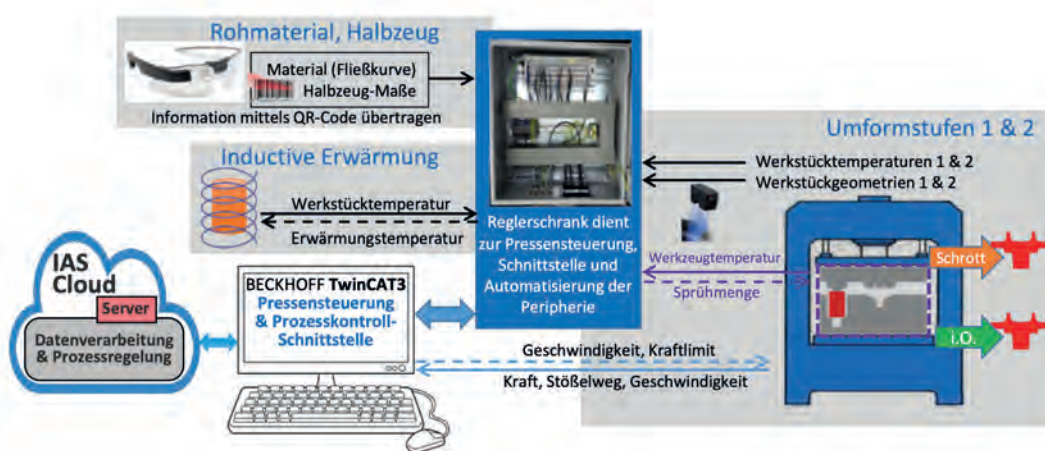 Rohmaterial, Halbzeug
Material (Fließkurve)
Halbzeug-Maße
Information mittels QR-Code übertragen
Inductive Erwärmung
Werkstücktemperatur
Erwärmungstemperatur
Reglerschrank dient
zur Pressensteuerung,
Schnittstelle und
Automatisierung der
Peripherie
Umformstufen 1 & 2
Werkstücktemperaturen 1 & 2
Werkstückgeometrien 1 & 2
Werkzeugtemperatur
Sprühmenge
Schrott
i.O.
IAS
Cloud
Server
Datenverarbeitung
& Prozessregelung
BECKHOFF TwinCAT3
Pressensteuerung
& Prozesskontroll-
Schnittstelle
Geschwindigkeit, Kraftlimit
Kraft, Stößelweg, Geschwindigkeit